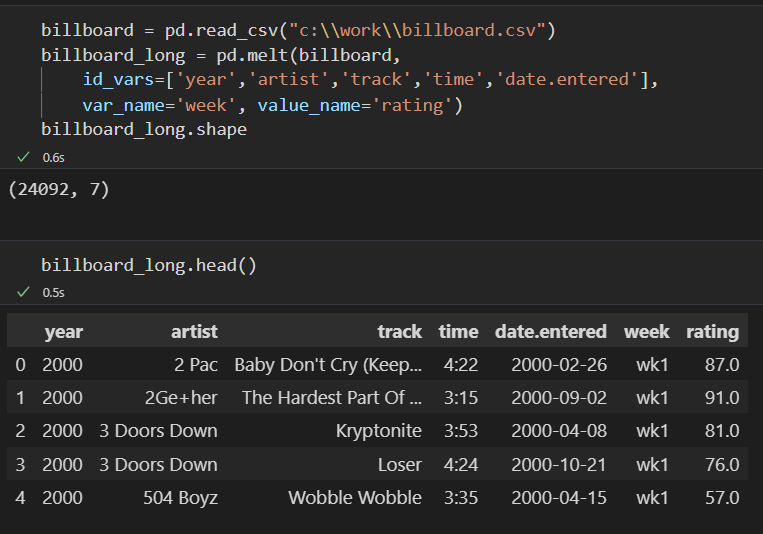 billboard = pd.read_csv("c:\\work\\billboard.csv")
billboard_long = pd.melt(billboard,
id_vars=['year','artist','track','time','date.entered'],
var_name='week', value_name='rating')
billboard_long.shape
✓ 0.6s
(24092, 7)
billboard_long.head()
✓ 0.5s
year artist track time date.entered week rating
0 2000 2 Pac Baby Don't Cry (Keep... 4:22 2000-02-26 wk1 87.0
1 2000 2Ge+her The Hardest Part Of ... 3:15 2000-09-02 wk1 91.0
2 2000 3 Doors Down Kryptonite 3:53 2000-04-08 wk1 81.0
3 2000 3 Doors Down Loser 4:24 2000-10-21 wk1 76.0
4 2000 504 Boyz Wobble Wobble 3:35 2000-04-15 wk1 57.0